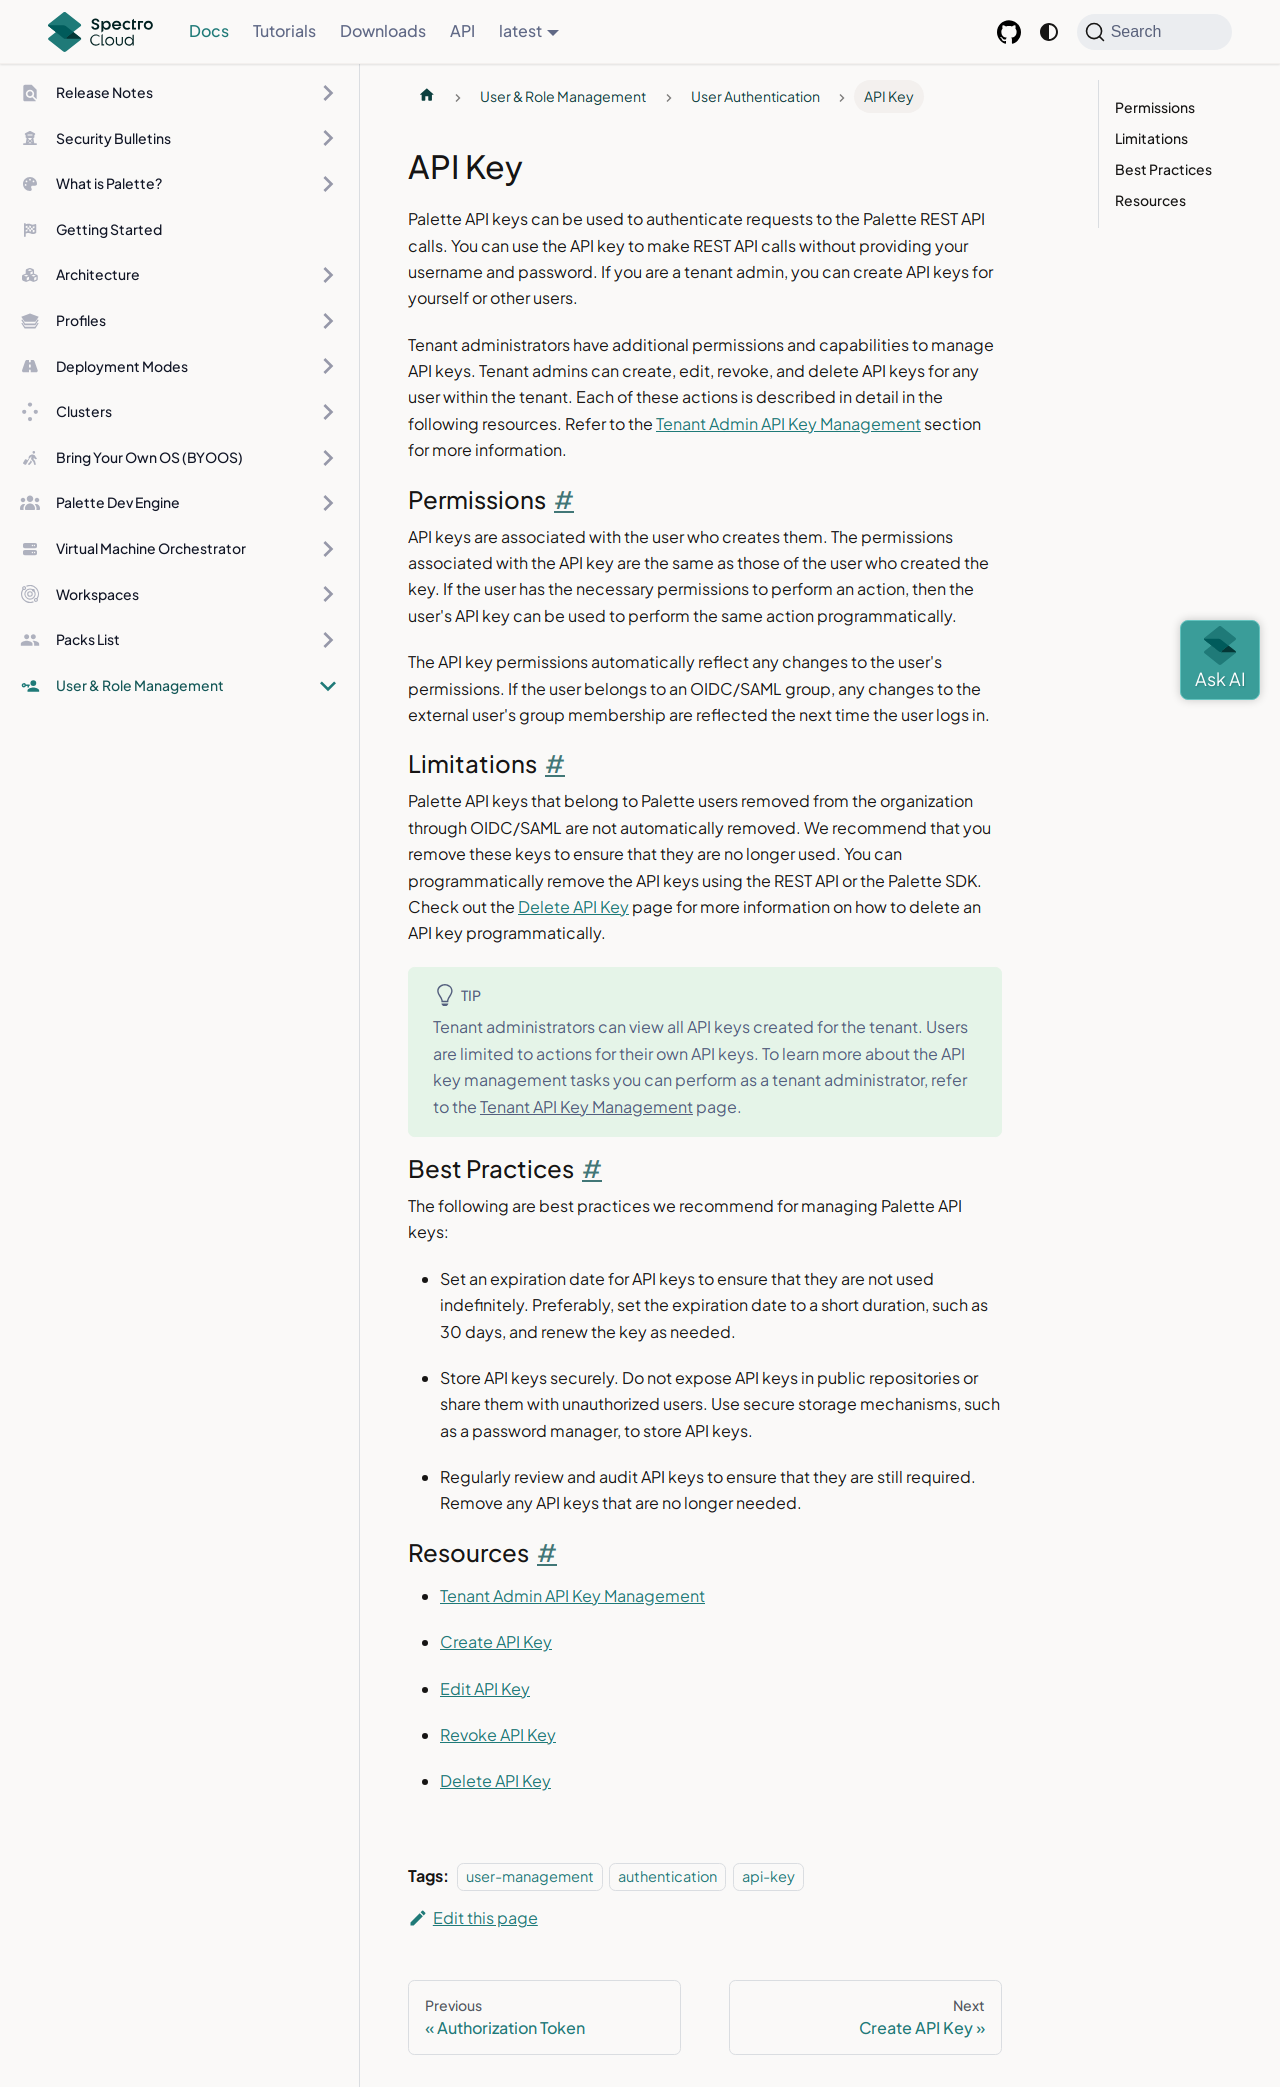 Spectro Cloud
Docs
Tutorials
Downloads
API
latest
Search
Release Notes
Security Bulletins
What is Palette?
Getting Started
Architecture
Profiles
Deployment Modes
Clusters
Bring Your Own OS (BYOOS)
Palette Dev Engine
Virtual Machine Orchestrator
Workspaces
Packs List
User & Role Management
User & Role Management
User Authentication
API Key
API Key
Palette API keys can be used to authenticate requests to the Palette REST API
calls. You can use the API key to make REST API calls without providing your
username and password. If you are a tenant admin, you can create API keys for
yourself or other users.
Tenant administrators have additional permissions and capabilities to manage
API keys. Tenant admins can create, edit, revoke, and delete API keys for any
user within the tenant. Each of these actions is described in detail in the
following resources. Refer to the Tenant Admin API Key Management section
for more information.
Permissions #
API keys are associated with the user who creates them. The permissions
associated with the API key are the same as those of the user who created the
key. If the user has the necessary permissions to perform an action, then the
user's API key can be used to perform the same action programmatically.
The API key permissions automatically reflect any changes to the user's
permissions. If the user belongs to an OIDC/SAML group, any changes to the
external user's group membership are reflected the next time the user logs in.
Limitations #
Palette API keys that belong to Palette users removed from the organization
through OIDC/SAML are not automatically removed. We recommend that you
remove these keys to ensure that they are no longer used. You can
programmatically remove the API keys using the REST API or the Palette SDK.
Check out the Delete API Key page for more information on how to delete an
API key programmatically.
TIP
Tenant administrators can view all API keys created for the tenant. Users
are limited to actions for their own API keys. To learn more about the API
key management tasks you can perform as a tenant administrator, refer
to the Tenant API Key Management page.
Best Practices #
The following are best practices we recommend for managing Palette API
keys:
Set an expiration date for API keys to ensure that they are not used
indefinitely. Preferably, set the expiration date to a short duration, such as
30 days, and renew the key as needed.
Store API keys securely. Do not expose API keys in public repositories or
share them with unauthorized users. Use secure storage mechanisms, such
as a password manager, to store API keys.
Regularly review and audit API keys to ensure that they are still required.
Remove any API keys that are no longer needed.
Resources #
Tenant Admin API Key Management
Create API Key
Edit API Key
Revoke API Key
Delete API Key
Tags: user-management authentication api-key
Edit this page
Previous
« Authorization Token
Next
Create API Key »
Permissions
Limitations
Best Practices
Resources
Ask AI